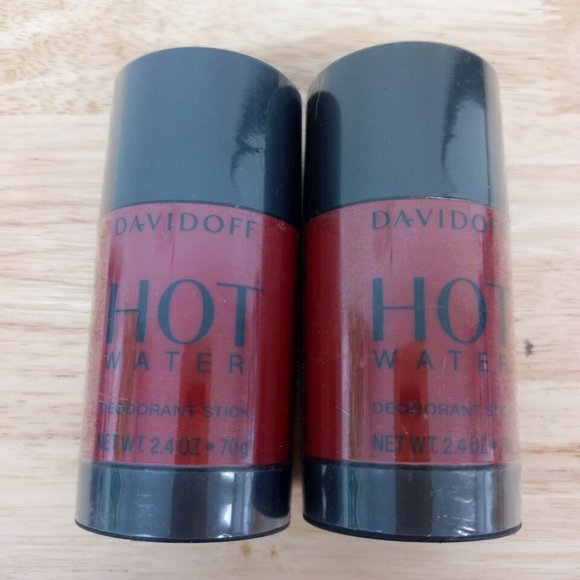 DAVIDOFF
HOT
WATER
DEODORANT STICK
NET WT. 2.4 OZ • 70g
DAVIDOFF
HOT
WATER
DEODORANT STICK
NET WT. 2.4 OZ •